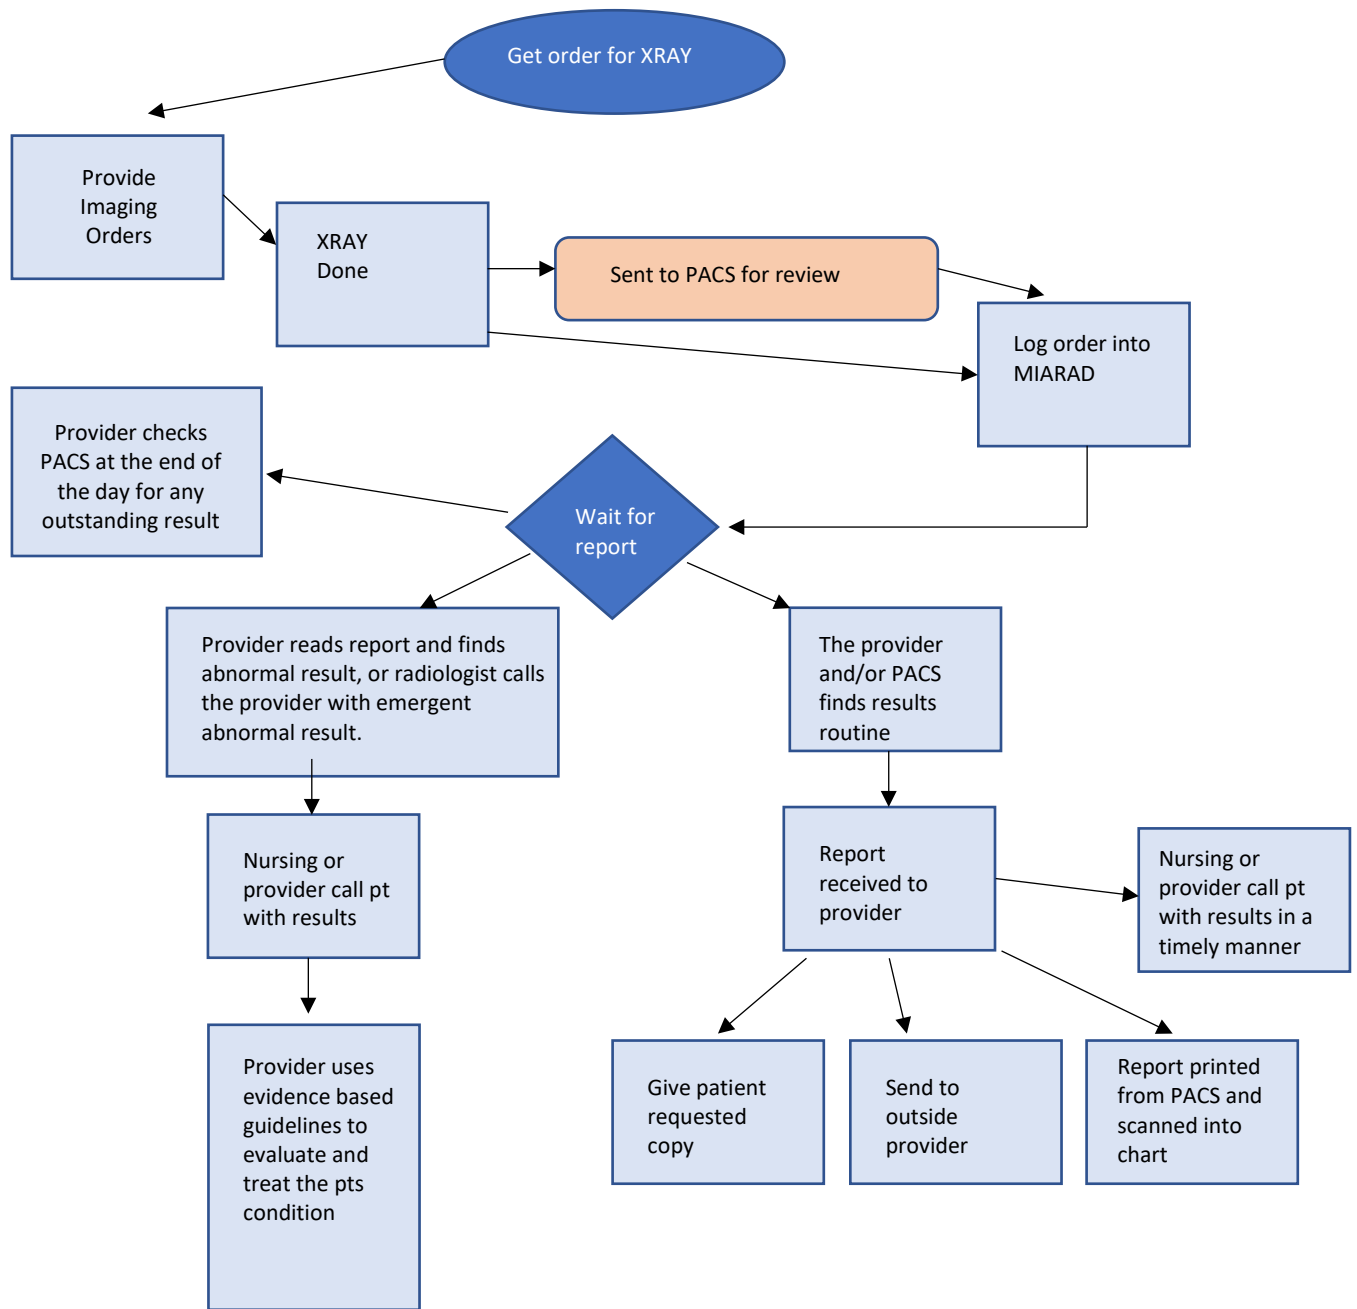 Get order for XRAY
Provide
Imaging
Orders
XRAY
Done
Sent to PACS for review
Log order into
MIARAD
Provider checks
PACS at the end of
the day for any
outstanding result
Wait for
report
Provider reads report and finds
abnormal result, or radiologist calls
the provider with emergent
abnormal result.
The provider
and/or PACS
finds results
routine
Nursing or
provider call pt
with results
Report
received to
provider
Nursing or
provider call pt
with results in a
timely manner
Provider uses
evidence based
guidelines to
evaluate and
treat the pts
condition
Give patient
requested
copy
Send to
outside
provider
Report printed
from PACS and
scanned into
chart